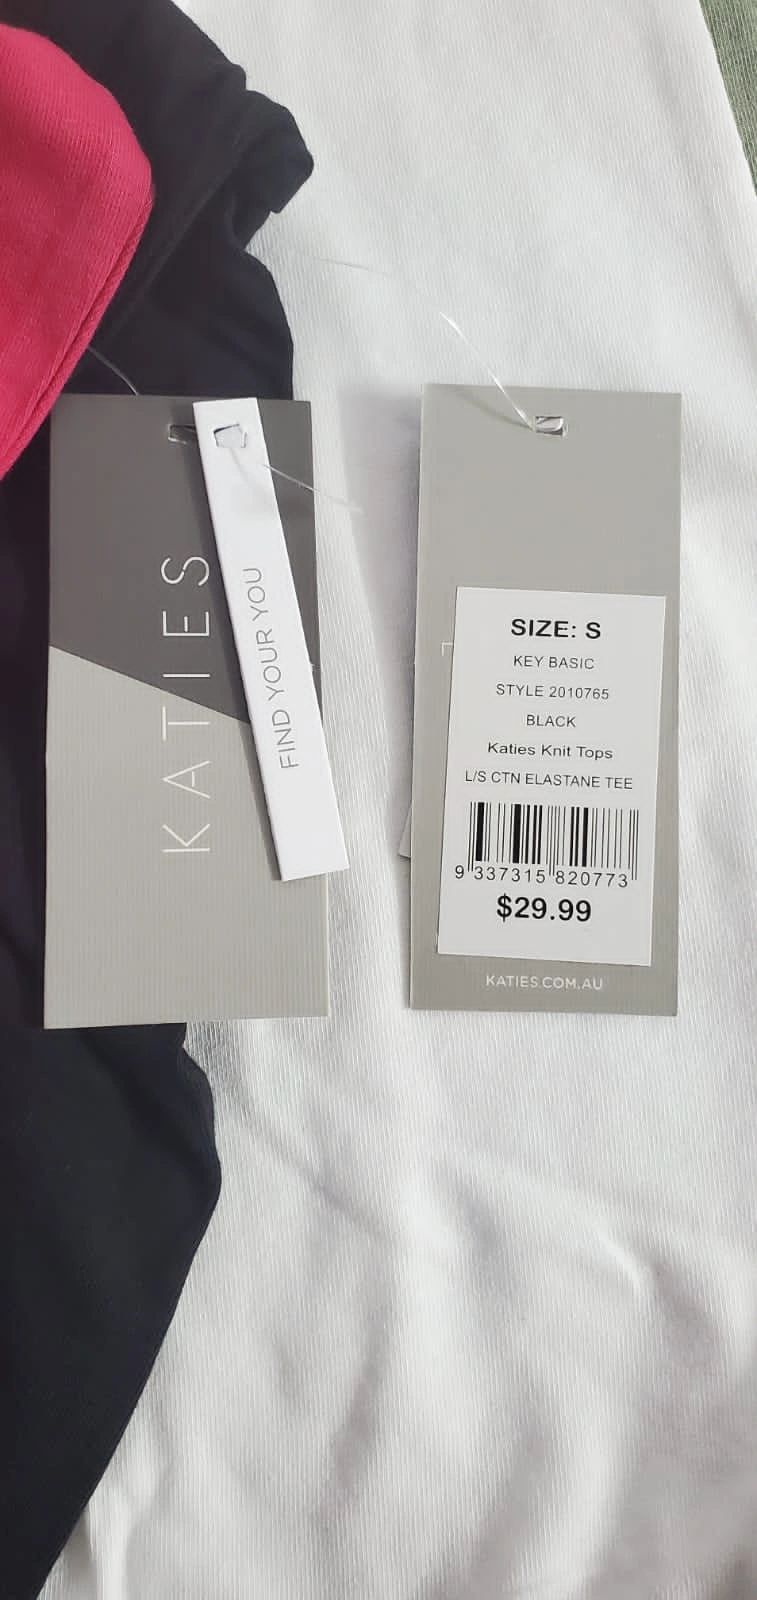 KATIES
FIND YOUR YOU
SIZE: S
KEY BASIC
STYLE 2010765
BLACK
Katies Knit Tops
L/S CTN ELASTANE TEE
9 337315 820773
$29.99
KATIES.COM.AU